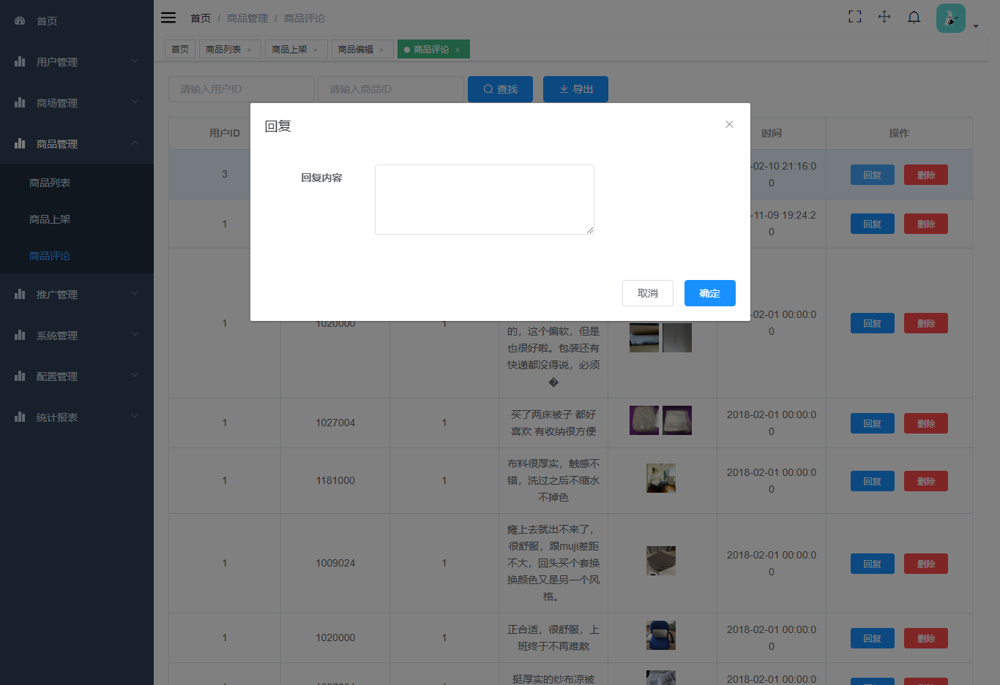 首页
用户管理
商场管理
商品管理
商品列表
商品上架
商品评论
推广管理
系统管理
配置管理
统计报表
首页 / 商品管理 / 商品评论
首页
商品列表 ×
商品上架 ×
商品编辑 ×
商品评论 ×
请输入用户ID
请输入商品ID
查找
导出
回复
回复内容
取消
确定
用户ID
时间
操作
3
-02-10 21:16:0
0
回复
删除
1
-11-09 19:24:2
0
回复
删除
1
1020000
1
的，这个偏软，但是
也很好啦。包装还有
快递都没得说，必须
�
-02-01 00:00:0
0
回复
删除
1
1027004
1
买了两床被子 都好
喜欢 有收纳很方便
2018-02-01 00:00:0
0
回复
删除
1
1181000
1
布料很厚实，触感不
错，洗过之后不缩水
不掉色
2018-02-01 00:00:0
0
回复
删除
1
1009024
1
瘫上去就出不来了，
很舒服，跟muji差距
不大，回头买个套换
换颜色又是另一个风
格。
2018-02-01 00:00:0
0
回复
删除
1
1020000
1
正合适，很舒服，上
班终于不再难熬
2018-02-01 00:00:0
0
回复
删除
挺厚实的纱布凉被
2018-02-01 00:00:0